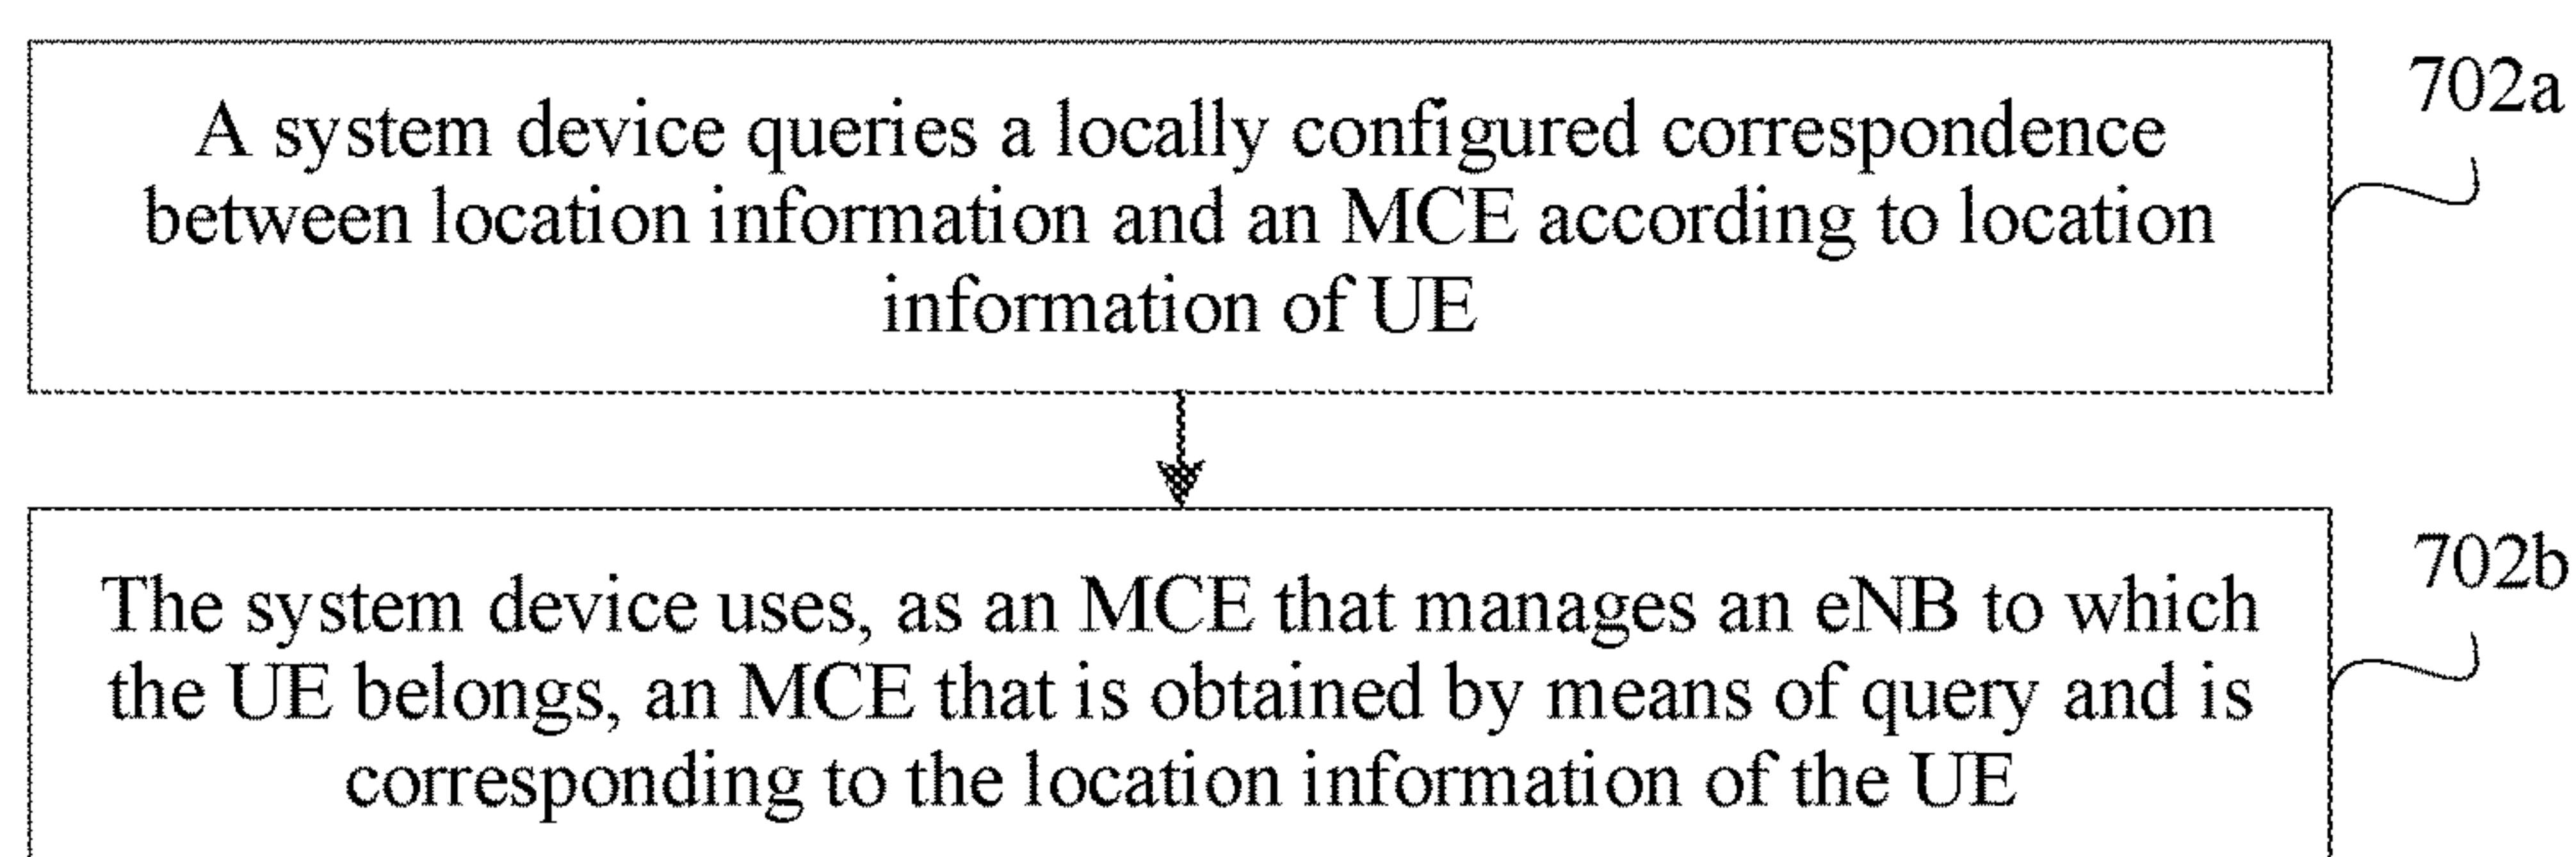 A system device queries a locally configured correspondence
between location information and an MCE according to location
information of UE
702a
The system device uses, as an MCE that manages an eNB to which
the UE belongs, an MCE that is obtained by means of query and is
corresponding to the location information of the UE
702b